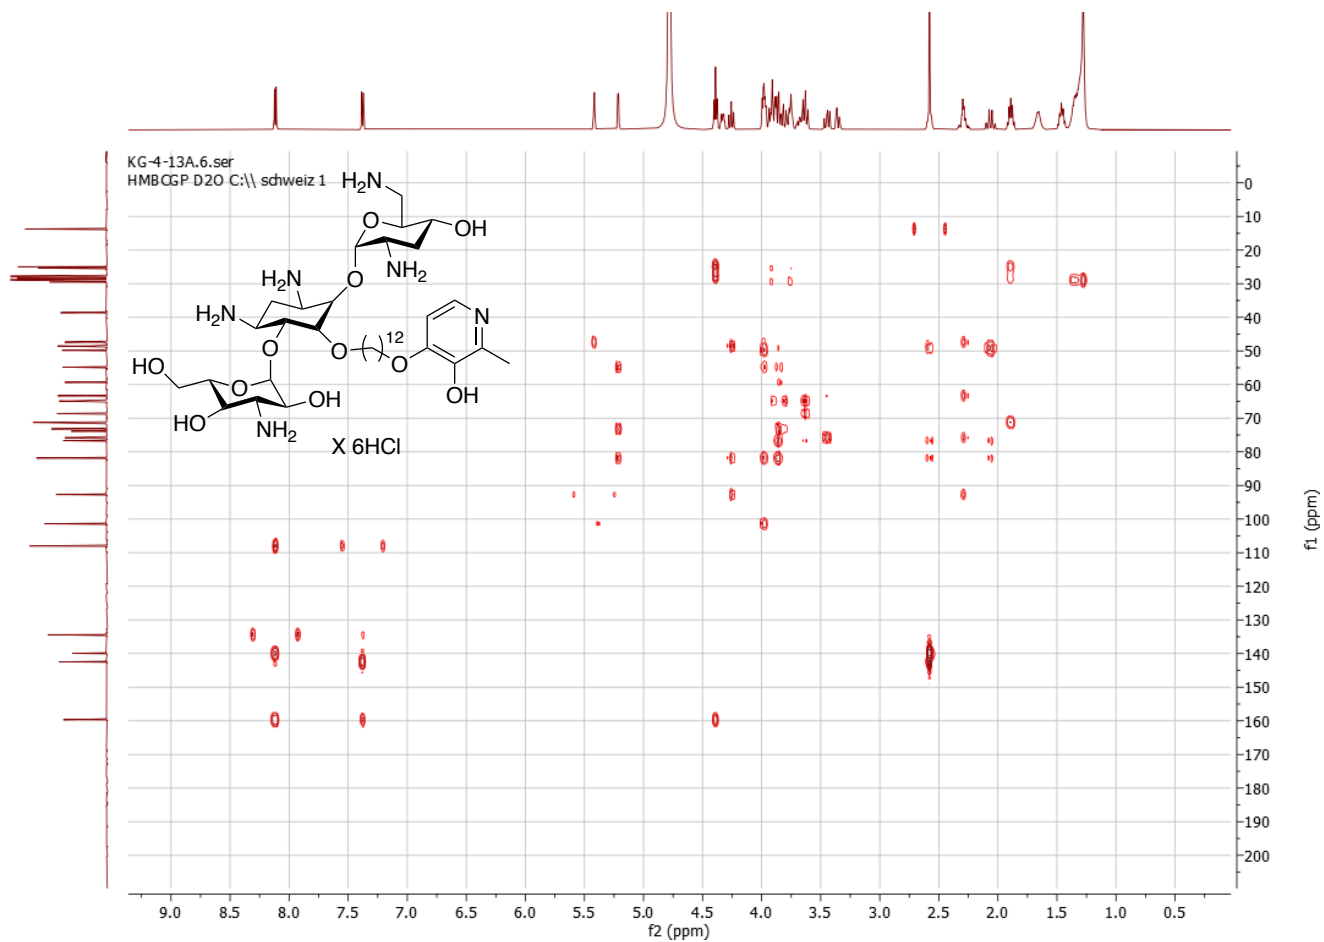 KG-4-13A.6.ser
HMBCGP D2O C:\\ schweiz 1
H2N
O
OH
NH2
H2N
O
H2N
12
N
O
O
O
HO
O
OH
OH
HO
NH2
X 6HCl
0
10
20
30
40
50
60
70
80
90
100
110
120
130
140
150
160
170
180
190
200
f1 (ppm)
9.0 8.5 8.0 7.5 7.0 6.5 6.0 5.5 5.0 4.5 4.0 3.5 3.0 2.5 2.0 1.5 1.0 0.5
f2 (ppm)